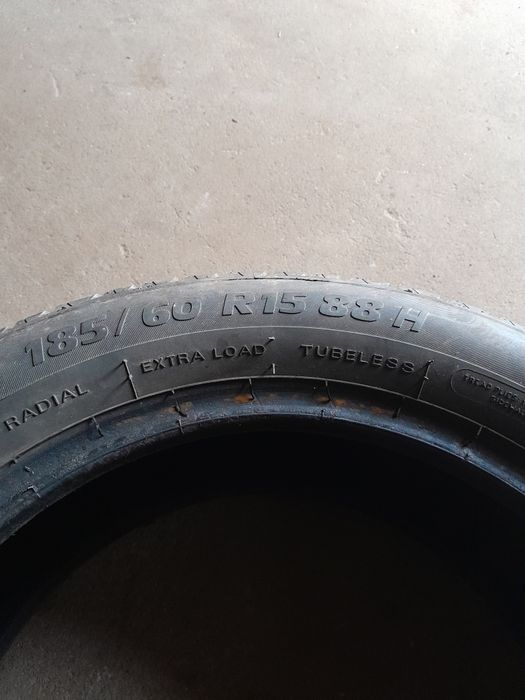 185/60 R15 88 H
RADIAL EXTRA LOAD TUBELESS